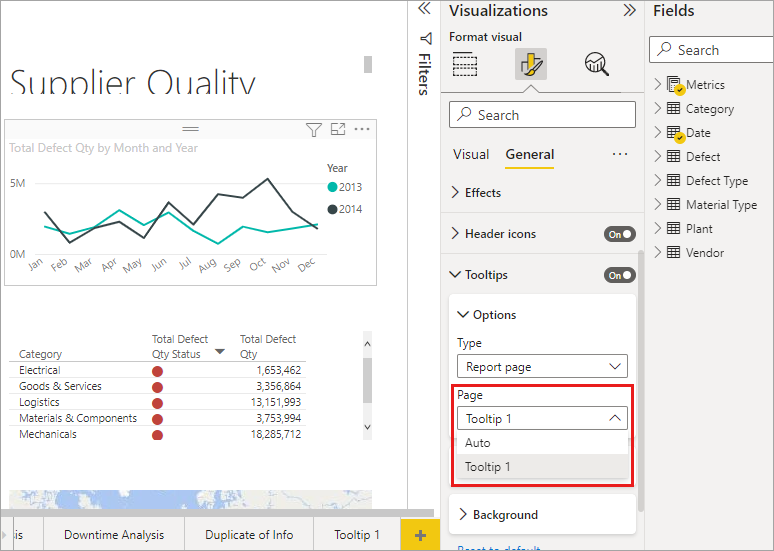 Supplier Quality
Total Defect Qty by Month and Year
5M
0M
Jan Feb Mar Apr May Jun Jul Aug Sep Oct Nov Dec
Year
2013
2014
Category Total Defect Qty Status Total Defect Qty
Electrical 1,653,462
Goods & Services 3,356,864
Logistics 13,151,993
Materials & Components 3,753,994
Mechanicals 18,285,712
sis Downtime Analysis Duplicate of Info Tooltip 1 +
Filters
Visualizations
Format visual
Search
Visual General
Effects
Header icons On
Tooltips On
Options
Type
Report page
Page
Tooltip 1
Auto
Tooltip 1
Background
Reset to default
Fields
Search
Metrics
Category
Date
Defect
Defect Type
Material Type
Plant
Vendor